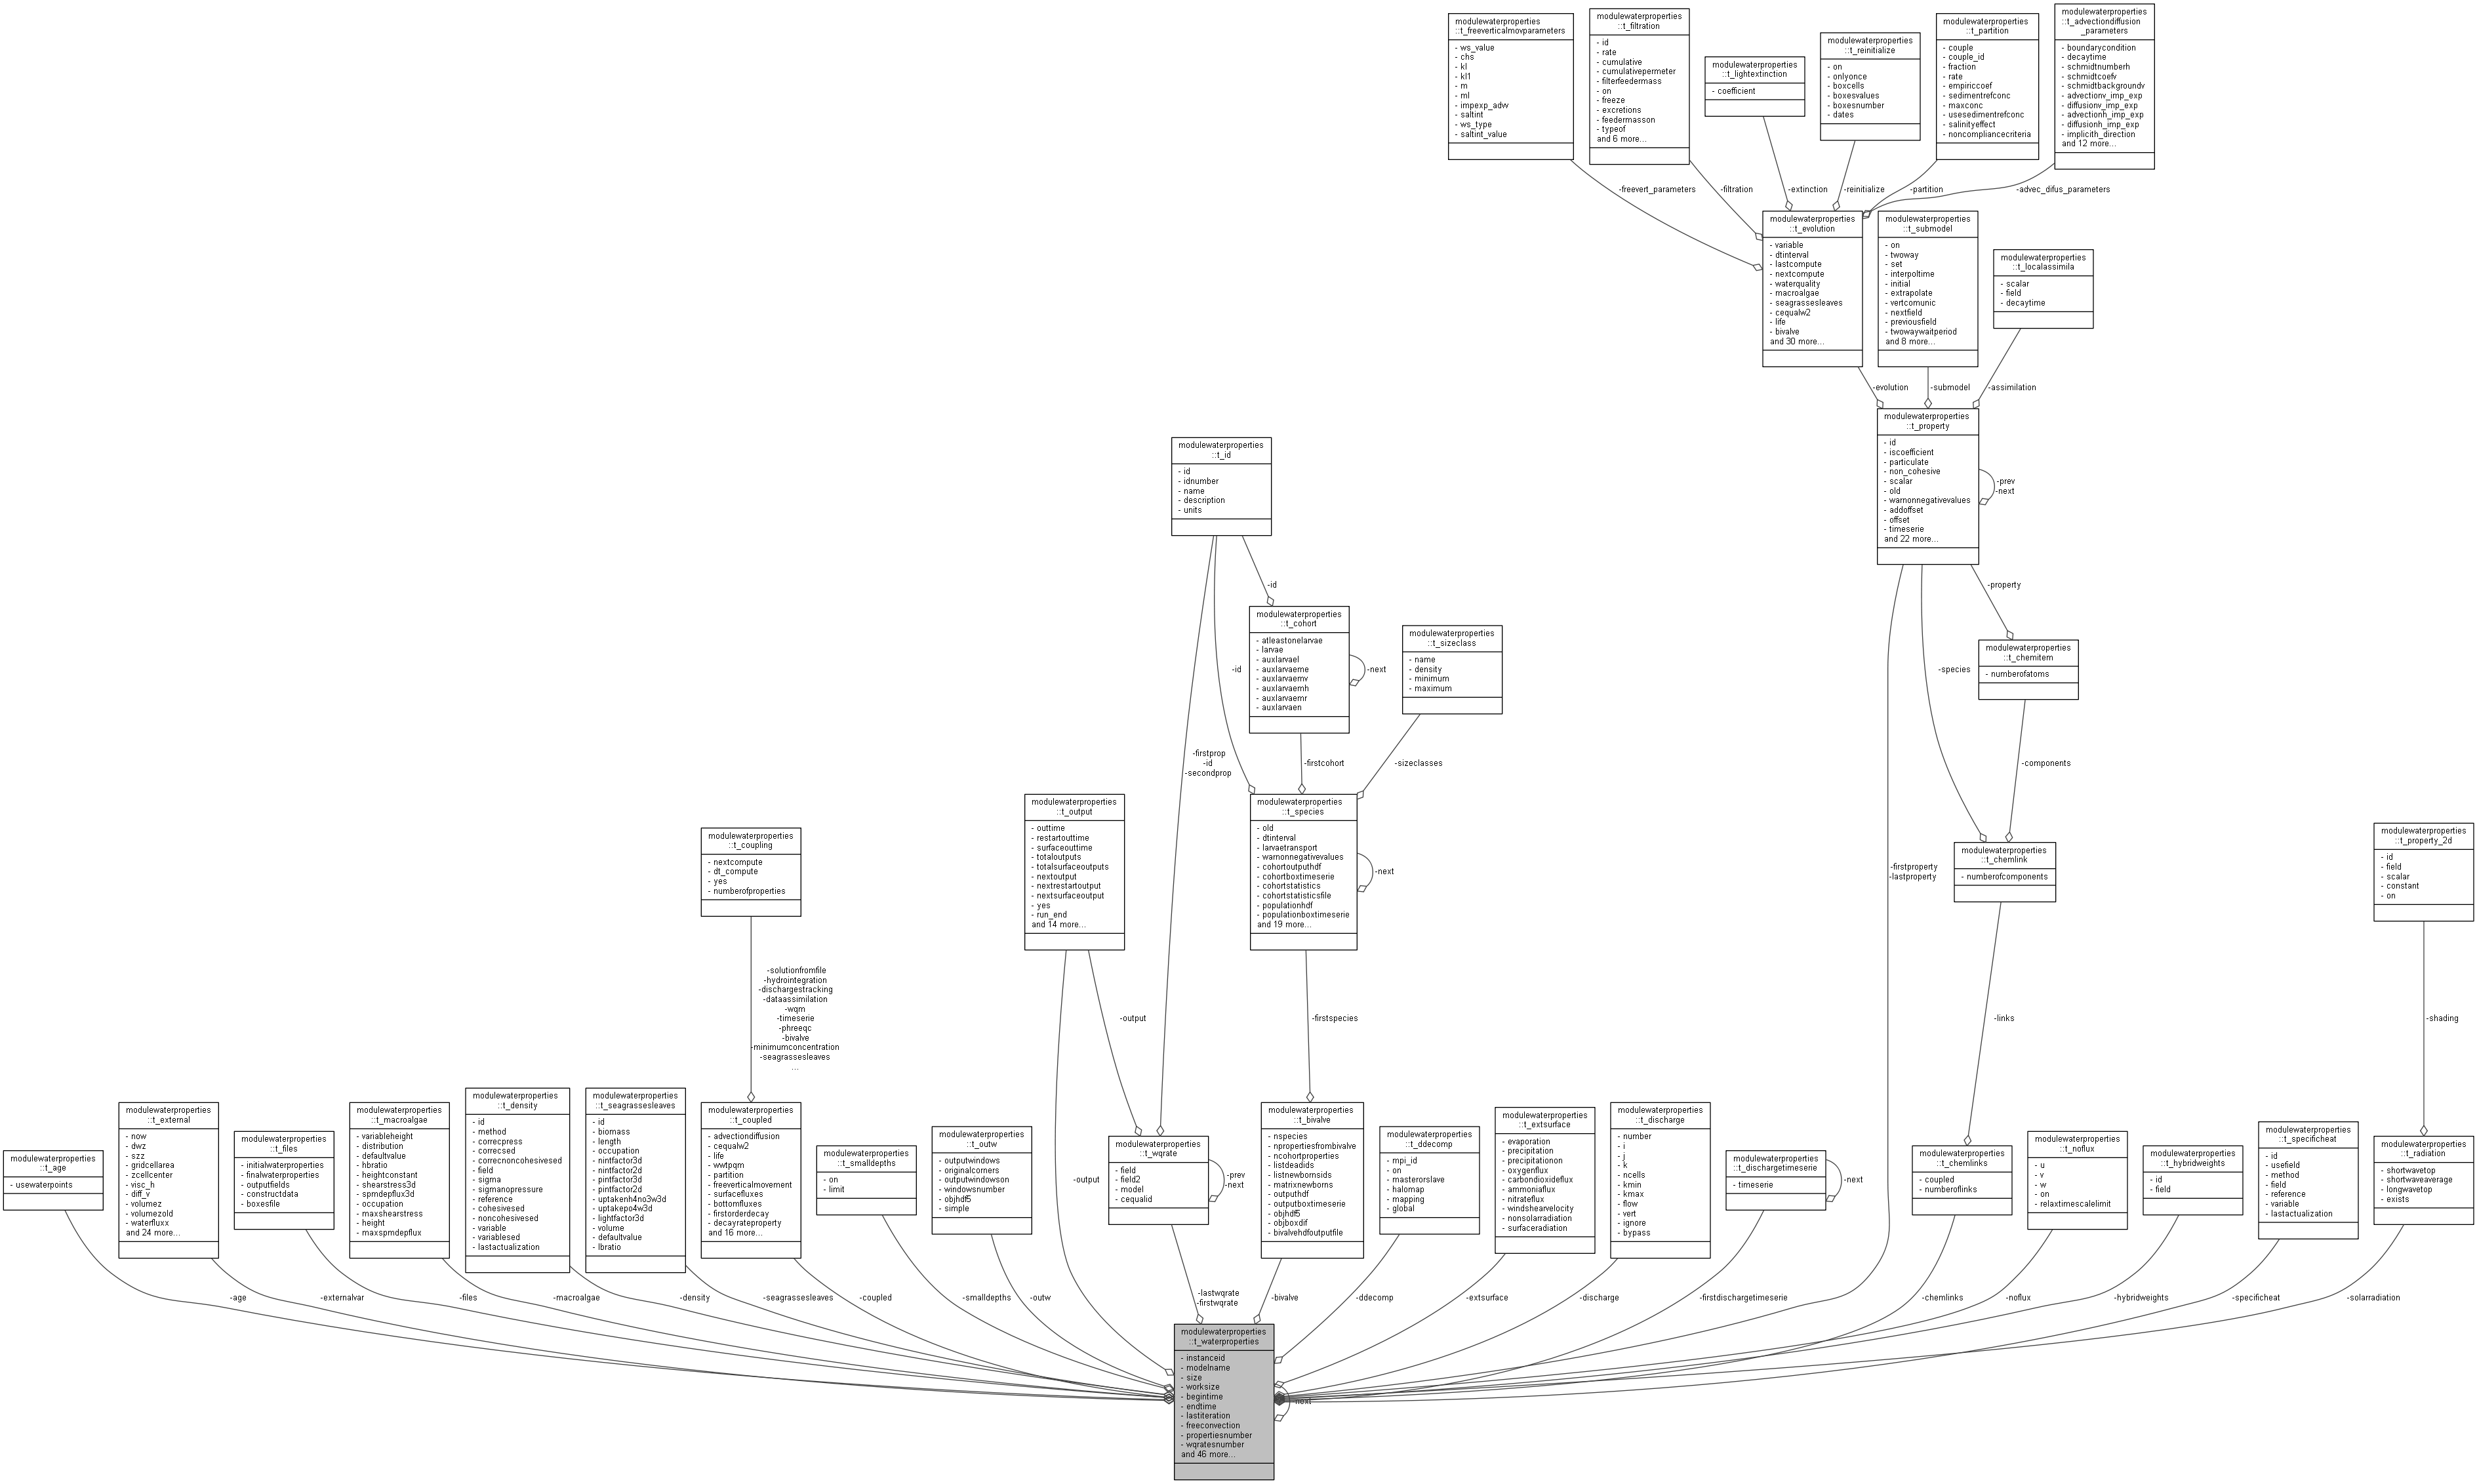 modulewaterproperties
::t_freeverticalmovparameters
- ws_value
- chs
- kl
- kl1
- m
- ml
- impexp_adw
- saltint
- ws_type
- saltint_value
modulewaterproperties
::t_filtration
- id
- rate
- cumulative
- cumulativepermeter
- filterfeedermass
- on
- freeze
- excretions
- feedermasson
- typeof
and 6 more...
modulewaterproperties
::t_lightextinction
- coefficient
modulewaterproperties
::t_reinitialize
- on
- onlyonce
- boxcells
- boxesvalues
- boxesnumber
- dates
modulewaterproperties
::t_partition
- couple
- couple_id
- fraction
- rate
- empiriccoef
- sedimentrefconc
- maxconc
- usesedimentrefconc
- salinityeffect
- noncompliancecriteria
modulewaterproperties
::t_advectiondiffusion
_parameters
- boundarycondition
- decaytime
- schmidtnumberh
- schmidtcoefv
- schmidtbackgroundv
- advectionv_imp_exp
- diffusionv_imp_exp
- advectionh_imp_exp
- diffusionh_imp_exp
- implicith_direction
and 12 more...
-freevert_parameters
-filtration
-extinction
-reinitialize
-partition
-advec_difus_parameters
modulewaterproperties
::t_evolution
- variable
- dtinterval
- lastcompute
- nextcompute
- waterquality
- macroalgae
- seagrassesleaves
- cequalw2
- life
- bivalve
and 30 more...
modulewaterproperties
::t_submodel
- on
- twoway
- set
- interpoltime
- initial
- extrapolate
- vertcomunic
- nextfield
- previousfield
- twowaywaitperiod
and 8 more...
modulewaterproperties
::t_localassimila
- scalar
- field
- decaytime
-evolution
-submodel
-assimilation
modulewaterproperties
::t_property
- id
- iscoefficient
- particulate
- non_cohesive
- scalar
- old
- warnonnegativevalues
- addoffset
- offset
- timeserie
and 22 more...
-prev
-next
modulewaterproperties
::t_id
- id
- idnumber
- name
- description
- units
-id
-property
modulewaterproperties
::t_cohort
- atleastonelarvae
- larvae
- auxlarvael
- auxlarvaeme
- auxlarvaemv
- auxlarvaemh
- auxlarvaemr
- auxlarvaen
-next
modulewaterproperties
::t_sizeclass
- name
- density
- minimum
- maximum
modulewaterproperties
::t_chemitem
- numberofatoms
-id
-species
-firstprop
-id
-secondprop
-firstcohort
-sizeclasses
-components
modulewaterproperties
::t_coupling
- nextcompute
- dt_compute
- yes
- numberofproperties
modulewaterproperties
::t_output
- outtime
- restartouttime
- surfaceouttime
- totaloutputs
- totalsurfaceoutputs
- nextoutput
- nextrestartoutput
- nextsurfaceoutput
- yes
- run_end
and 14 more...
modulewaterproperties
::t_species
- old
- dtinterval
- larvaetransport
- warnonnegativevalues
- cohortoutputhdf
- cohortboxtimeserie
- cohortstatistics
- cohortstatisticsfile
- populationhdf
- populationboxtimeserie
and 19 more...
-next
-firstproperty
-lastproperty
modulewaterproperties
::t_chemlink
- numberofcomponents
modulewaterproperties
::t_property_2d
- id
- field
- scalar
- constant
- on
-solutionfromfile
-hydrointegration
-dischargestracking
-dataassimilation
-wqm
-timeserie
-phreeqc
-bivalve
-minimumconcentration
-seagrassesleaves
...
-output
-firstspecies
-links
-shading
modulewaterproperties
::t_age
- usewaterpoints
modulewaterproperties
::t_external
- now
- dwz
- szz
- gridcellarea
- zcellcenter
- visc_h
- diff_v
- volumez
- volumezold
- waterfluxx
and 24 more...
modulewaterproperties
::t_files
- initialwaterproperties
- finalwaterproperties
- outputfields
- constructdata
- boxesfile
modulewaterproperties
::t_macroalgae
- variableheight
- distribution
- defaultvalue
- hbratio
- heightconstant
- shearstress3d
- spmdepflux3d
- occupation
- maxshearstress
- height
- maxspmdepflux
modulewaterproperties
::t_density
- id
- method
- correcpress
- correcsed
- correcnoncohesivesed
- field
- sigma
- sigmanopressure
- reference
- cohesivesed
- noncohesivesed
- variable
- variablesed
- lastactualization
modulewaterproperties
::t_seagrassesleaves
- id
- biomass
- length
- occupation
- nintfactor3d
- nintfactor2d
- pintfactor3d
- pintfactor2d
- uptakenh4no3w3d
- uptakepo4w3d
- lightfactor3d
- volume
- defaultvalue
- lbratio
modulewaterproperties
::t_coupled
- advectiondiffusion
- cequalw2
- life
- wwtpqm
- partition
- freeverticalmovement
- surfacefluxes
- bottomfluxes
- firstorderdecay
- decayrateproperty
and 16 more...
modulewaterproperties
::t_smalldepths
- on
- limit
modulewaterproperties
::t_outw
- outputwindows
- originalcorners
- outputwindowson
- windowsnumber
- objhdf5
- simple
-output
modulewaterproperties
::t_wqrate
- field
- field2
- model
- cequalid
-prev
-next
modulewaterproperties
::t_bivalve
- nspecies
- npropertiesfrombivalve
- ncohortproperties
- listdeadids
- listnewbornsids
- matrixnewborns
- outputhdf
- outputboxtimeserie
- objhdf5
- objboxdif
- bivalvehdfoutputfile
modulewaterproperties
::t_ddecomp
- mpi_id
- on
- masterorslave
- halomap
- mapping
- global
modulewaterproperties
::t_extsurface
- evaporation
- precipitation
- precipitationon
- oxygenflux
- carbondioxideflux
- ammoniaflux
- nitrateflux
- windshearvelocity
- nonsolarradiation
- surfaceradiation
modulewaterproperties
::t_discharge
- number
- i
- j
- k
- ncells
- kmin
- kmax
- flow
- vert
- ignore
- bypass
modulewaterproperties
::t_dischargetimeserie
- timeserie
-next
modulewaterproperties
::t_chemlinks
- coupled
- numberoflinks
modulewaterproperties
::t_noflux
- u
- v
- w
- on
- relaxtimescalelimit
modulewaterproperties
::t_hybridweights
- id
- field
modulewaterproperties
::t_specificheat
- id
- usefield
- method
- field
- reference
- variable
- lastactualization
modulewaterproperties
::t_radiation
- shortwavetop
- shortwaveaverage
- longwavetop
- exists
-age
-externalvar
-files
-macroalgae
-density
-seagrassesleaves
-coupled
-smalldepths
-outw
-lastwqrate
-firstwqrate
-bivalve
-ddecomp
-extsurface
-discharge
-firstdischargetimeserie
-chemlinks
-noflux
-hybridweights
-specificheat
-solarradiation
modulewaterproperties
::t_waterproperties
- instanceid
- modelname
- size
- worksize
- begintime
- endtime
- lastiteration
- freeconvection
- propertiesnumber
- wqratesnumber
and 46 more...
-next